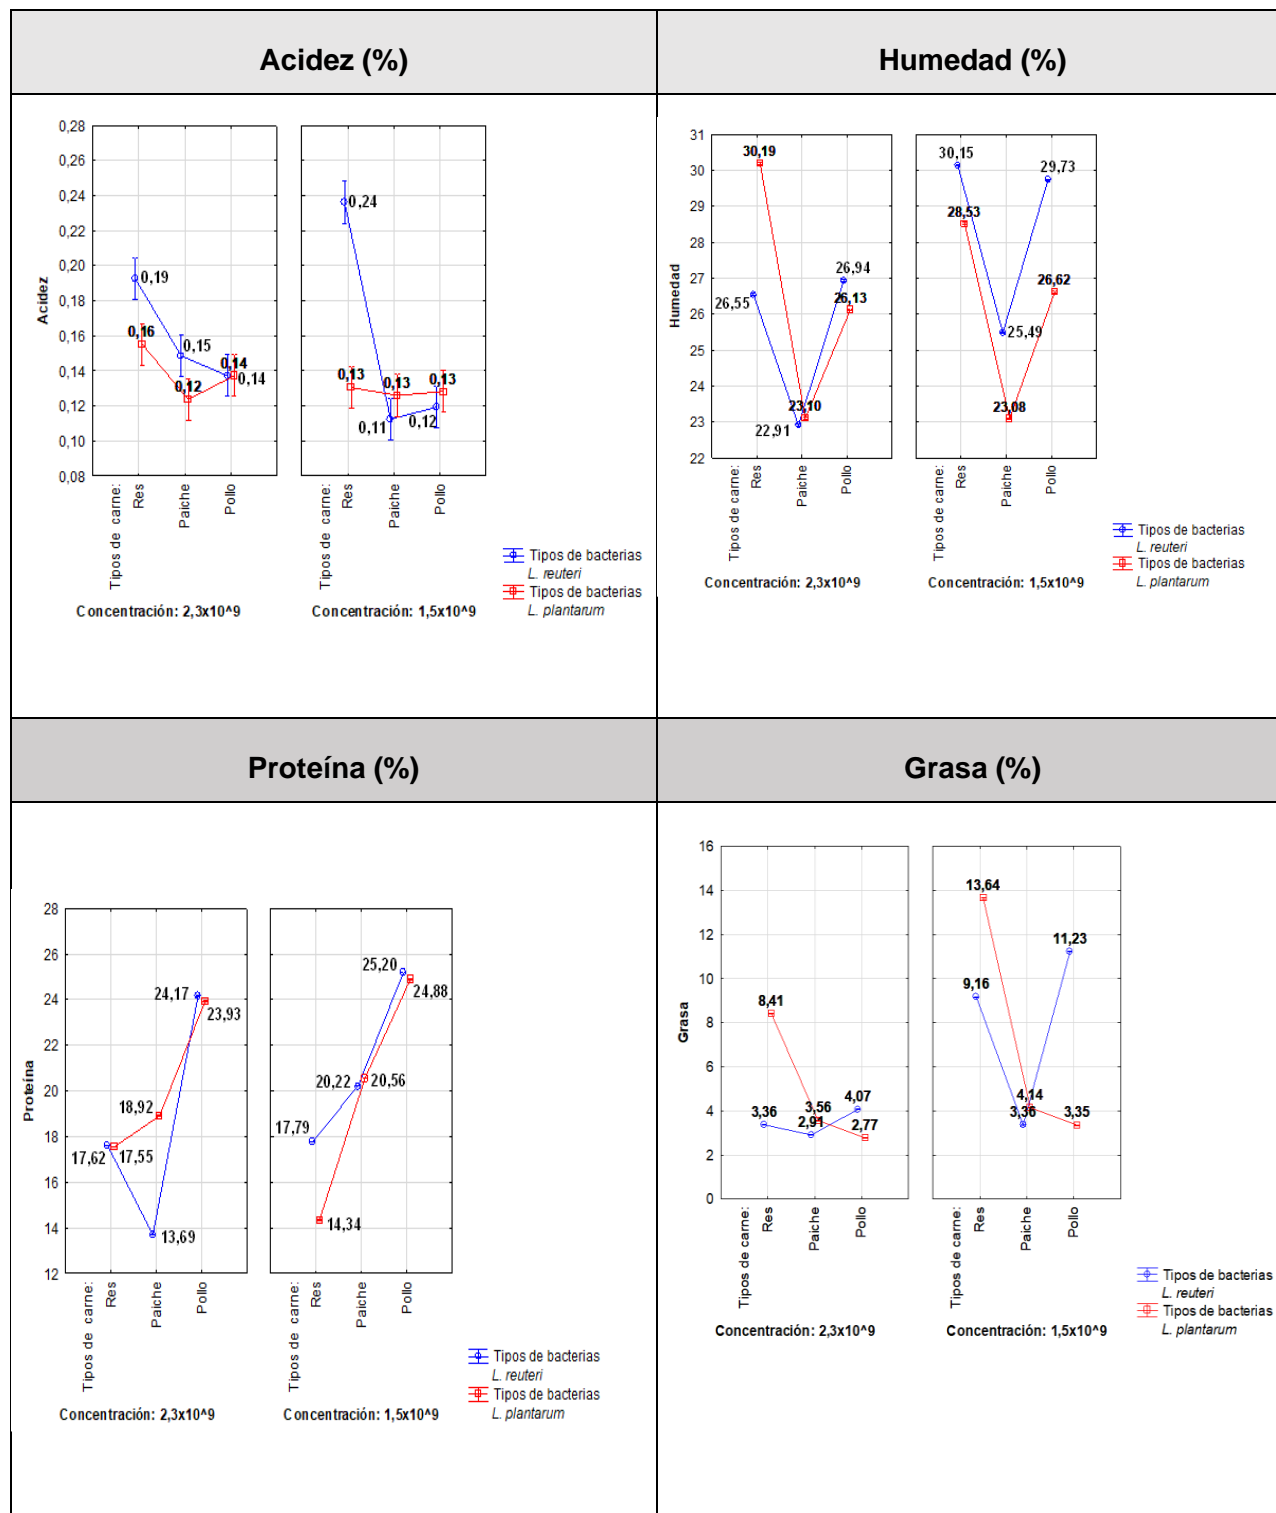 Acidez (%)
Humedad (%)
0,28
0,26
0,24
0,22
0,20
0,18
0,16
0,14
0,12
0,10
0,08
Acidez
0,19
0,16
0,15
0,12
0,14
0,14
0,24
0,13
0,13
0,13
0,11
0,12
Tipos de carne:
Res
Paiche
Pollo
Tipos de carne:
Res
Paiche
Pollo
Concentración: 2,3x10^9
Concentración: 1,5x10^9
Tipos de bacterias
L. reuteri
Tipos de bacterias
L. plantarum
31
30
29
28
27
26
25
24
23
22
Humedad
30,19
26,55
26,94
26,13
23,10
22,91
30,15
29,73
28,53
26,62
25,49
23,08
Tipos de carne:
Res
Paiche
Pollo
Tipos de carne:
Res
Paiche
Pollo
Concentración: 2,3x10^9
Concentración: 1,5x10^9
Tipos de bacterias
L. reuteri
Tipos de bacterias
L. plantarum
Proteína (%)
Grasa (%)
28
26
24
22
20
18
16
14
12
Proteína
24,17
23,93
18,92
17,62
17,55
13,69
25,20
24,88
20,22
20,56
17,79
14,34
Tipos de carne:
Res
Paiche
Pollo
Tipos de carne:
Res
Paiche
Pollo
Concentración: 2,3x10^9
Concentración: 1,5x10^9
Tipos de bacterias
L. reuteri
Tipos de bacterias
L. plantarum
16
14
12
10
8
6
4
2
0
Grasa
8,41
3,36
3,56
2,91
4,07
2,77
13,64
11,23
9,16
4,14
3,36
3,35
Tipos de carne:
Res
Paiche
Pollo
Tipos de carne:
Res
Paiche
Pollo
Concentración: 2,3x10^9
Concentración: 1,5x10^9
Tipos de bacterias
L. reuteri
Tipos de bacterias
L. plantarum